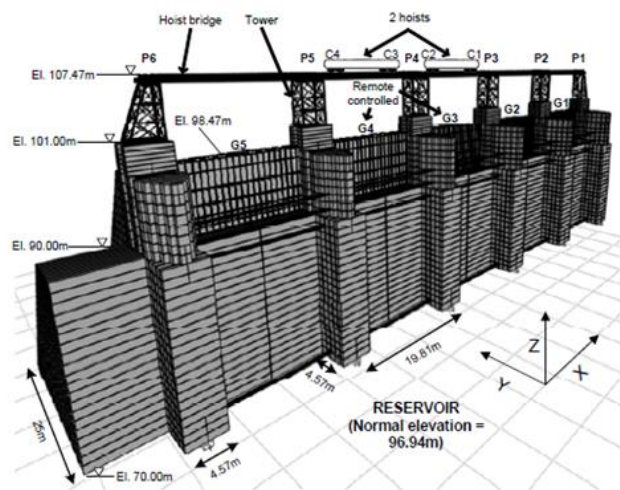 Hoist bridge
Tower
2 hoists
P6
P5
C4
C3
P4
C2
C1
P3
P2
P1
El. 107.47m
Remote
controlled
El. 98.47m
G1
G2
G3
G4
G5
El. 101.00m
El. 90.00m
19.81m
4.57m
25m
4.57m
El. 70.00m
Z
Y
X
RESERVOIR
(Normal elevation =
96.94m)